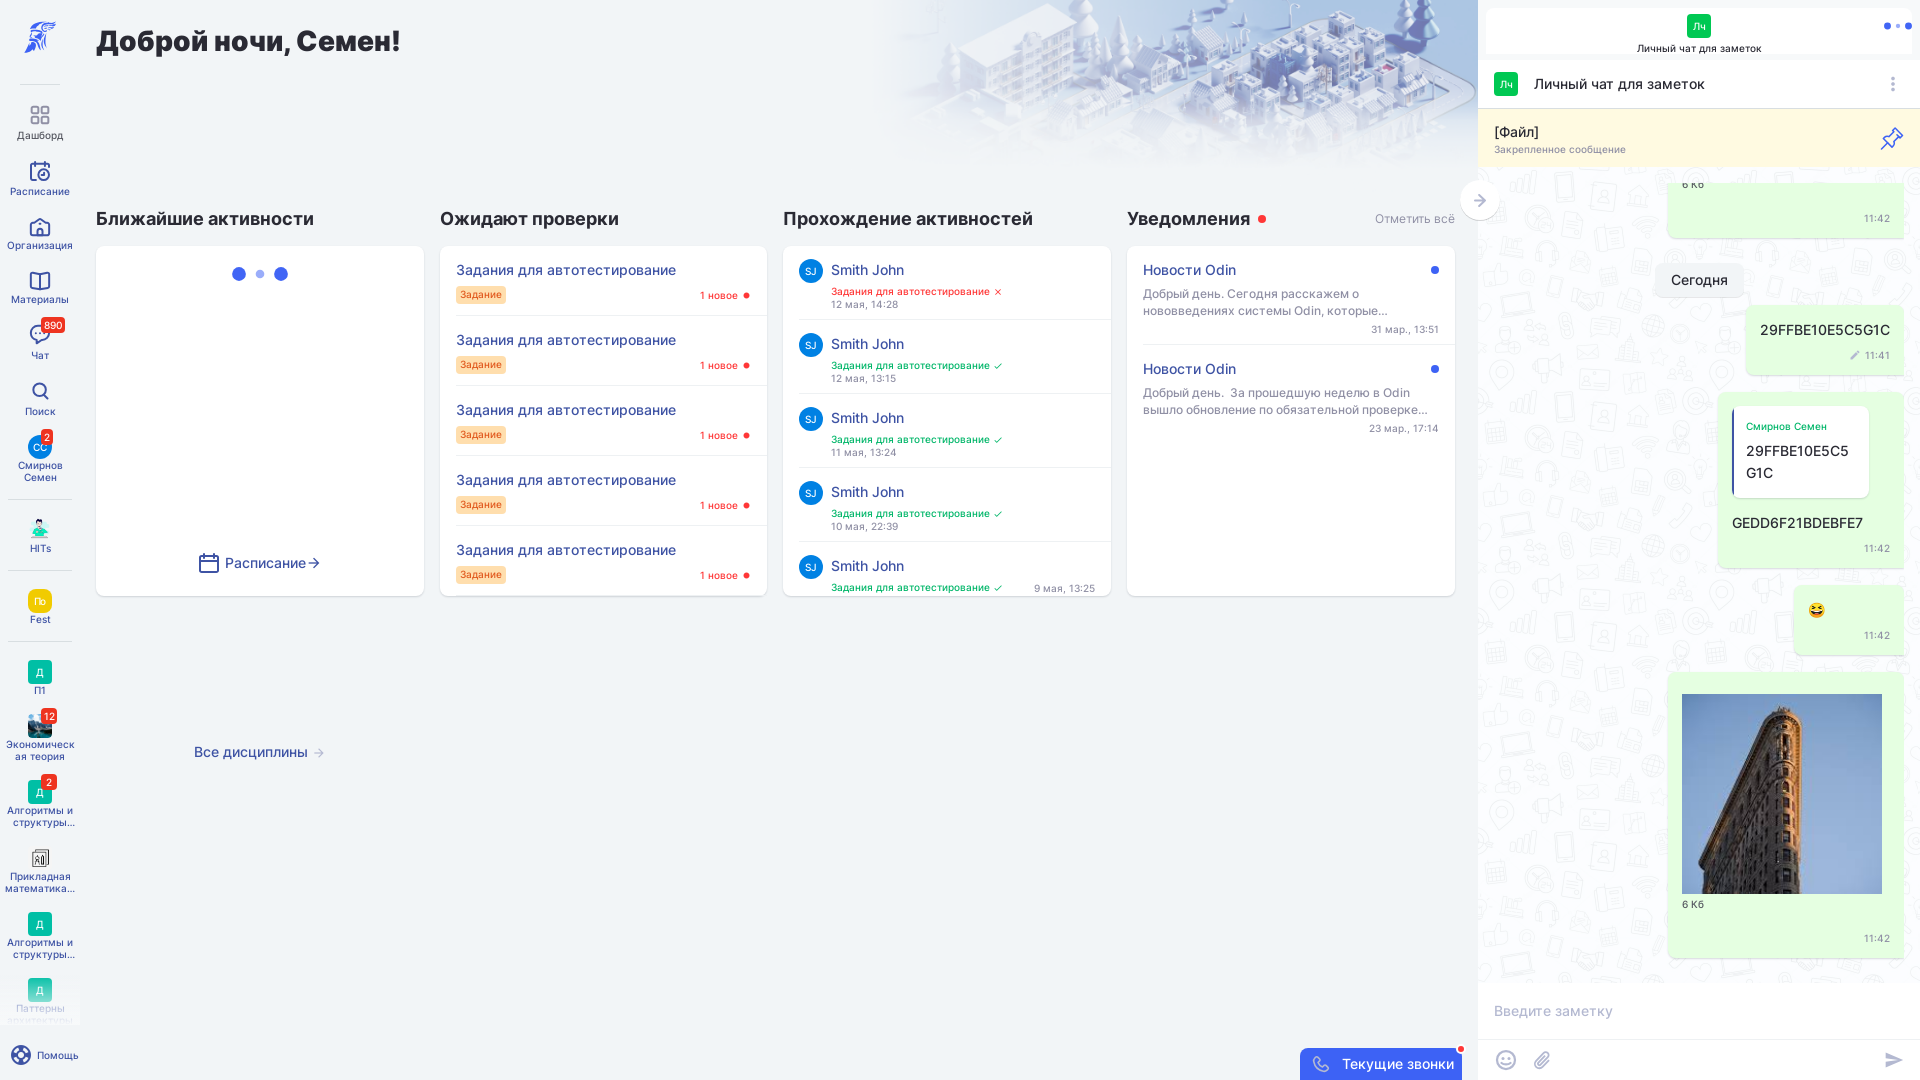 Доброй ночи, Семен!
Дашборд
Расписание
Организация
Материалы
890
Чат
Поиск
СС
2
Смирнов
Семен
HITs
По
Fest
Д
П1
12
Экономическ
ая теория
Д
2
Алгоритмы и
структуры...
Прикладная
математика...
Д
Алгоритмы и
структуры...
Д
Паттерны
архитектуры
Помощь
Ближайшие активности
Расписание
Все дисциплины
Ожидают проверки
Задания для автотестирование
Задание
1 новое
Задания для автотестирование
Задание
1 новое
Задания для автотестирование
Задание
1 новое
Задания для автотестирование
Задание
1 новое
Задания для автотестирование
Задание
1 новое
Прохождение активностей
SJ
Smith John
Задания для автотестирование
12 мая, 14:28
SJ
Smith John
Задания для автотестирование
12 мая, 13:15
SJ
Smith John
Задания для автотестирование
11 мая, 13:24
SJ
Smith John
Задания для автотестирование
10 мая, 22:39
SJ
Smith John
Задания для автотестирование
9 мая, 13:25
Уведомления
Отметить всё
Новости Odin
Добрый день. Сегодня расскажем о
нововведениях системы Odin, которые...
31 мар., 13:51
Новости Odin
Добрый день. За прошедшую неделю в Odin
вышло обновление по обязательной проверке...
23 мар., 17:14
Текущие звонки
Лч
Личный чат для заметок
Лч
Личный чат для заметок
[Файл]
Закрепленное сообщение
6 Кб
11:42
Сегодня
29FFBE10E5C5G1C
11:41
Смирнов Семен
29FFBE10E5C5
G1C
GEDD6F21BDEBFE7
11:42
😆
11:42
6 Кб
11:42
Введите заметку